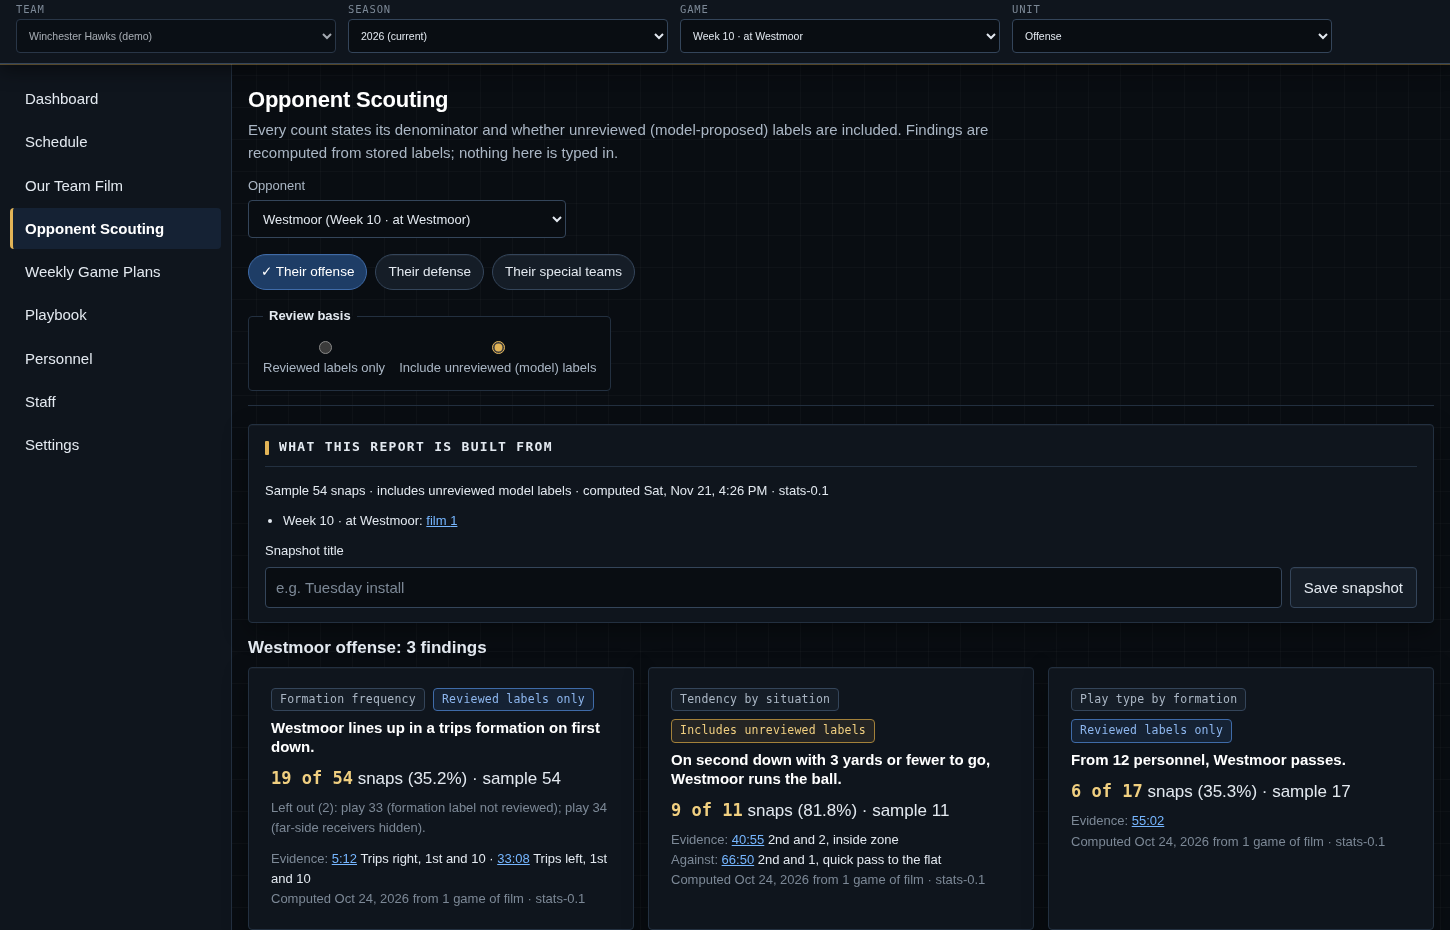 TEAM
SEASON
GAME
UNIT
Winchester Hawks (demo)
2026 (current)
Week 10 · at Westmoor
Offense
Dashboard
Schedule
Our Team Film
Opponent Scouting
Weekly Game Plans
Playbook
Personnel
Staff
Settings
Opponent Scouting
Every count states its denominator and whether unreviewed (model-proposed) labels are included. Findings are
recomputed from stored labels; nothing here is typed in.
Opponent
Westmoor (Week 10 · at Westmoor)
✓ Their offense
Their defense
Their special teams
Review basis
Reviewed labels only
Include unreviewed (model) labels
WHAT THIS REPORT IS BUILT FROM
Sample 54 snaps · includes unreviewed model labels · computed Sat, Nov 21, 4:26 PM · stats-0.1
• Week 10 · at Westmoor: film 1
Snapshot title
e.g. Tuesday install
Save snapshot
Westmoor offense: 3 findings
Formation frequency
Reviewed labels only
Westmoor lines up in a trips formation on first
down.
19 of 54 snaps (35.2%) · sample 54
Left out (2): play 33 (formation label not reviewed); play 34
(far-side receivers hidden).
Evidence: 5:12 Trips right, 1st and 10 · 33:08 Trips left, 1st
and 10
Computed Oct 24, 2026 from 1 game of film · stats-0.1
Tendency by situation
Includes unreviewed labels
On second down with 3 yards or fewer to go,
Westmoor runs the ball.
9 of 11 snaps (81.8%) · sample 11
Evidence: 40:55 2nd and 2, inside zone
Against: 66:50 2nd and 1, quick pass to the flat
Computed Oct 24, 2026 from 1 game of film · stats-0.1
Play type by formation
Reviewed labels only
From 12 personnel, Westmoor passes.
6 of 17 snaps (35.3%) · sample 17
Evidence: 55:02
Computed Oct 24, 2026 from 1 game of film · stats-0.1